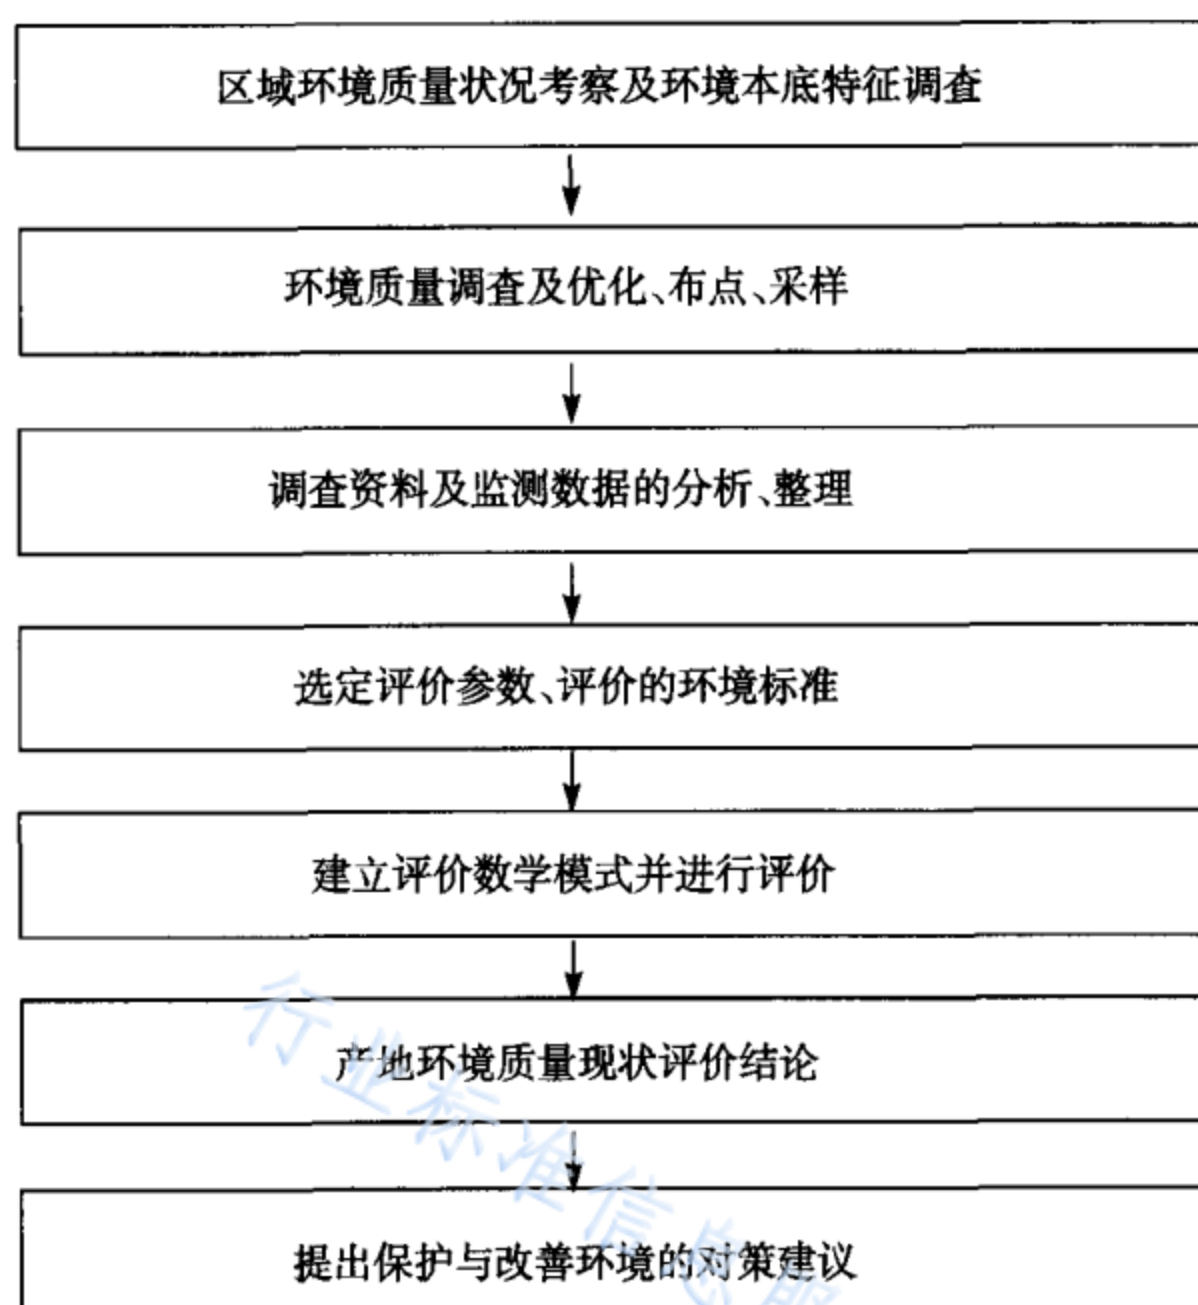 区域环境质量状况考察及环境本底特征调查
环境质量调查及优化、布点、采样
调查资料及监测数据的分析、整理
选定评价参数、评价的环境标准
建立评价数学模式并进行评价
产地环境质量现状评价结论
提出保护与改善环境的对策建议
行业标准信息服